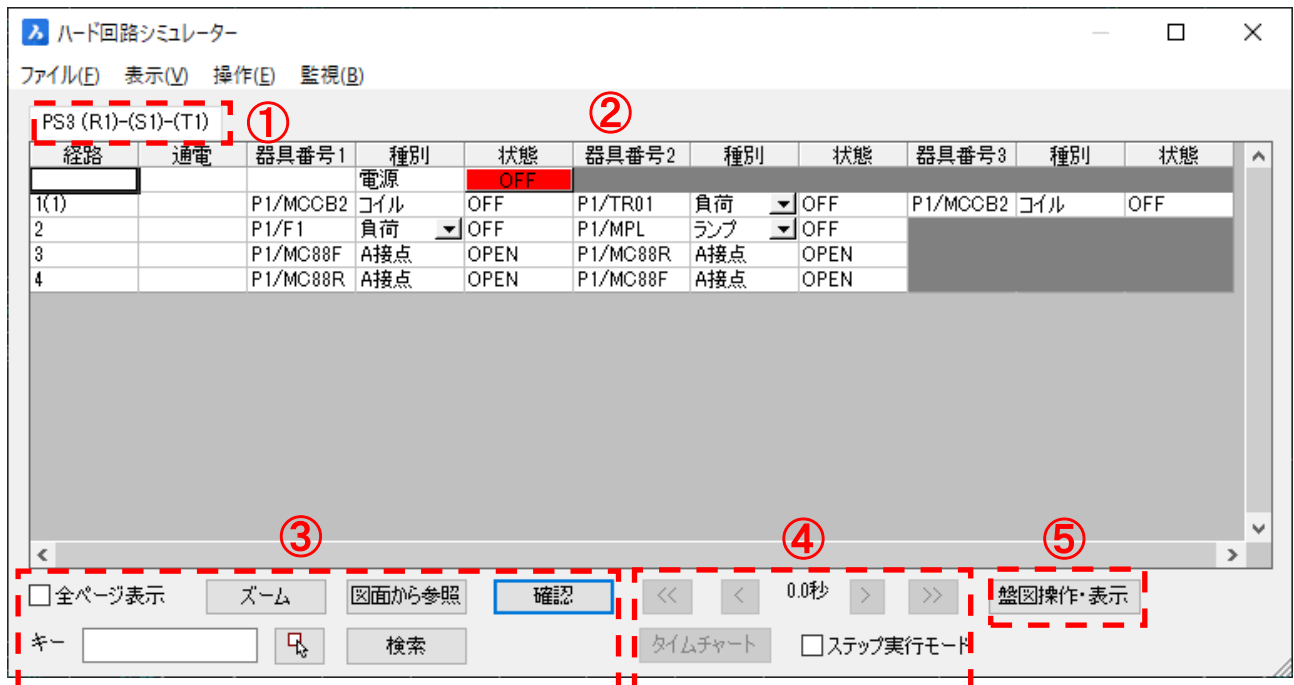 ハード回路シミュレーター
ファイル(F) 表示(V) 操作(E) 監視(B)
PS3 (R1)-(S1)-(T1) ① ②
経路 通電 器具番号1 種別 状態 器具番号2 種別 状態 器具番号3 種別 状態
電源 OFF
1(1) P1/MCCB2 コイル OFF P1/TR01 負荷 OFF P1/MCCB2 コイル OFF
2 P1/F1 負荷 OFF P1/MPL ランプ OFF
3 P1/MC88F A接点 OPEN P1/MC88R A接点 OPEN
4 P1/MC88R A接点 OPEN P1/MC88F A接点 OPEN
③ ④ ⑤
全ページ表示 ズーム 図面から参照 確認 << < 0.0秒 > >> 盤図操作・表示
キー 検索 タイムチャート ステップ実行モード